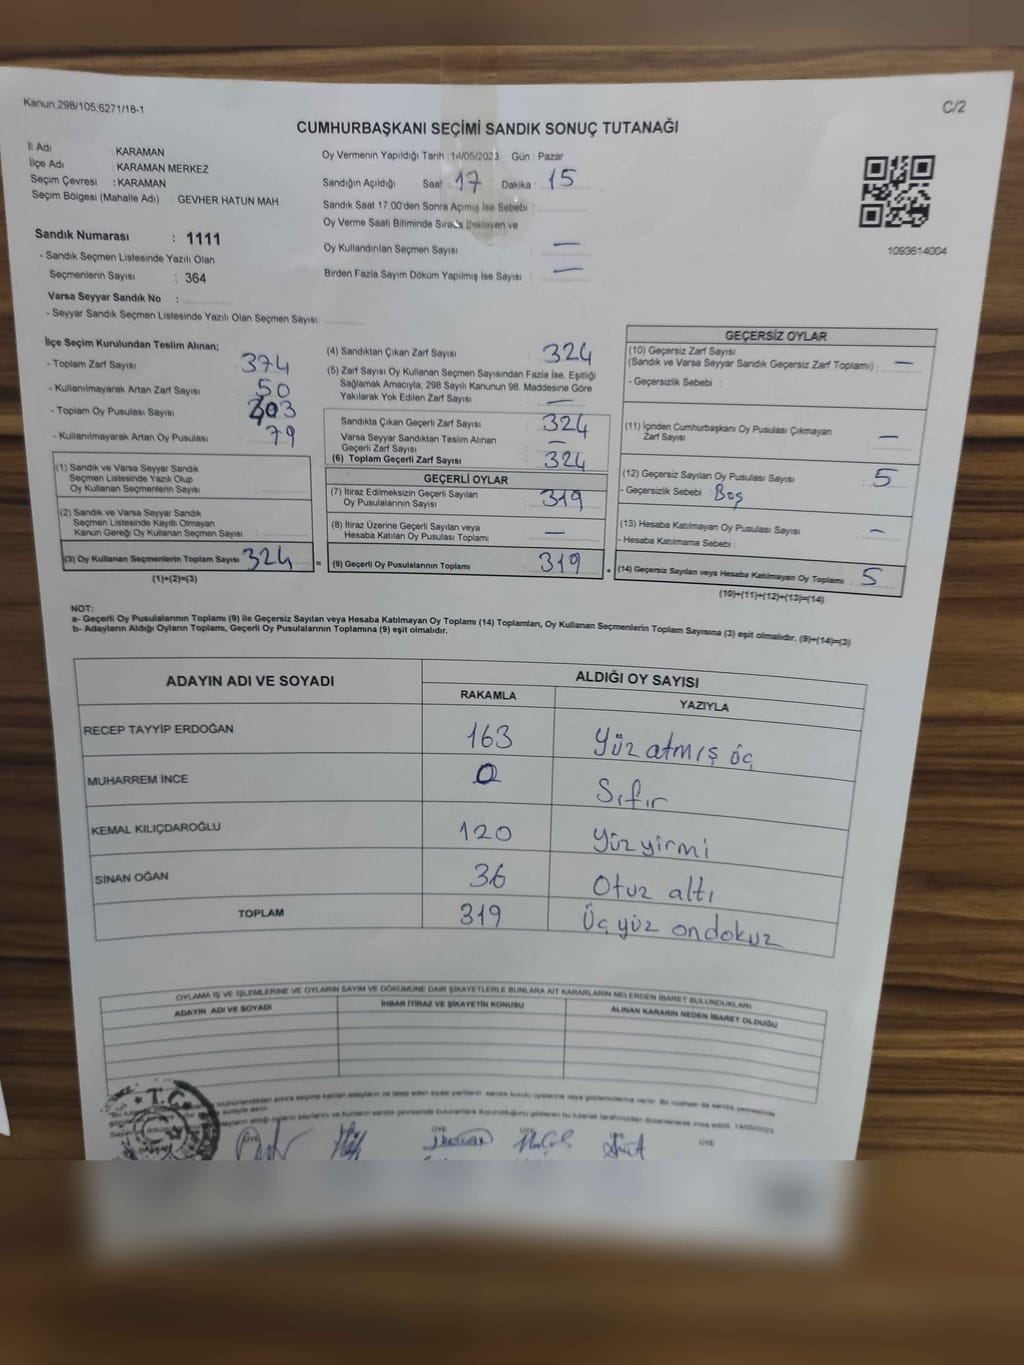 Kanun;298/105;6271/18-1
C/2
CUMHURBAŞKANI SEÇİMİ SANDIK SONUÇ TUTANAĞI
İl Adı : KARAMAN
İlçe Adı : KARAMAN MERKEZ
Seçim Çevresi : KARAMAN
Seçim Bölgesi (Mahalle Adı) : GEVHER HATUN MAH
Sandık Numarası : 1111
- Sandık Seçmen Listesinde Yazılı Olan
Seçmenlerin Sayısı : 364
Varsa Seyyar Sandık No :
- Seyyar Sandık Seçmen Listesinde Yazılı Olan Seçmen Sayısı:
Oy Vermenin Yapıldığı Tarih : 14/05/2023 Gün : Pazar
Sandığın Açıldığı Saat : 17 Dakika : 15
Sandık Saat 17:00'den Sonra Açılmış İse Sebebi :
Oy Verme Saati Bitiminde Sırada Bekleyen ve
Oy Kullandırılan Seçmen Sayısı : —
Birden Fazla Sayım Döküm Yapılmış İse Sayısı : —
1093614004
İlçe Seçim Kurulundan Teslim Alınan;
- Toplam Zarf Sayısı : 374
- Kullanılmayarak Artan Zarf Sayısı : 50
- Toplam Oy Pusulası Sayısı : 403
- Kullanılmayarak Artan Oy Pusulası : 79
(1) Sandık ve Varsa Seyyar Sandık
Seçmen Listesinde Yazılı Olup
Oy Kullanan Seçmenlerin Sayısı
(2) Sandık ve Varsa Seyyar Sandık
Seçmen Listesinde Kayıtlı Olmayan
Kanun Gereği Oy Kullanan Seçmen Sayısı
(3) Oy Kullanan Seçmenlerin Toplam Sayısı : 324
(1)+(2)=(3)
(4) Sandıktan Çıkan Zarf Sayısı : 324
(5) Zarf Sayısı Oy Kullanan Seçmen Sayısından Fazla İse, Eşitliği
Sağlamak Amacıyla, 298 Sayılı Kanunun 98. Maddesine Göre
Yakılarak Yok Edilen Zarf Sayısı : —
Sandıkta Çıkan Geçerli Zarf Sayısı : 324
Varsa Seyyar Sandıktan Teslim Alınan
Geçerli Zarf Sayısı : —
(6) Toplam Geçerli Zarf Sayısı : 324
GEÇERLİ OYLAR
(7) İtiraz Edilmeksizin Geçerli Sayılan
Oy Pusulalarının Sayısı : 319
(8) İtiraz Üzerine Geçerli Sayılan veya
Hesaba Katılan Oy Pusulası Toplamı : —
= (9) Geçerli Oy Pusulalarının Toplamı : 319
GEÇERSİZ OYLAR
(10) Geçersiz Zarf Sayısı
(Sandık ve Varsa Seyyar Sandık Geçersiz Zarf Toplamı) : —
- Geçersizlik Sebebi :
(11) İçinden Cumhurbaşkanı Oy Pusulası Çıkmayan
Zarf Sayısı : —
(12) Geçersiz Sayılan Oy Pusulası Sayısı : 5
- Geçersizlik Sebebi : Boş
(13) Hesaba Katılmayan Oy Pusulası Sayısı : —
- Hesaba Katılmama Sebebi :
+ (14) Geçersiz Sayılan veya Hesaba Katılmayan Oy Toplamı : 5
(10)+(11)+(12)+(13)=(14)
NOT:
a- Geçerli Oy Pusulalarının Toplamı (9) ile Geçersiz Sayılan veya Hesaba Katılmayan Oy Toplamı (14) Toplamları, Oy Kullanan Seçmenlerin Toplam Sayısına (3) eşit olmalıdır. (9)+(14)=(3)
b- Adayların Aldığı Oyların Toplamı, Geçerli Oy Pusulalarının Toplamına (9) eşit olmalıdır.
ADAYIN ADI VE SOYADI ALDIĞI OY SAYISI
RAKAMLA YAZIYLA
RECEP TAYYİP ERDOĞAN 163 Yüz atmış üç
MUHARREM İNCE 0 Sıfır
KEMAL KILIÇDAROĞLU 120 Yüzyirmi
SİNAN OĞAN 36 Otuz altı
TOPLAM 319 Üçyüz ondokuz
OYLAMA İŞ VE İŞLEMLERİNE VE OYLARIN SAYIM VE DÖKÜMÜNE DAİR ŞİKAYETLERLE BUNLARA AİT KARARLARIN NELERDEN İBARET BULUNDUKLARI
ADAYIN ADI VE SOYADI İHBAR İTİRAZ VE ŞİKAYETİN KONUSU ALINAN KARARIN NEDEN İBARET OLDUĞU
T.C.
ÜYE ÜYE ÜYE ÜYE